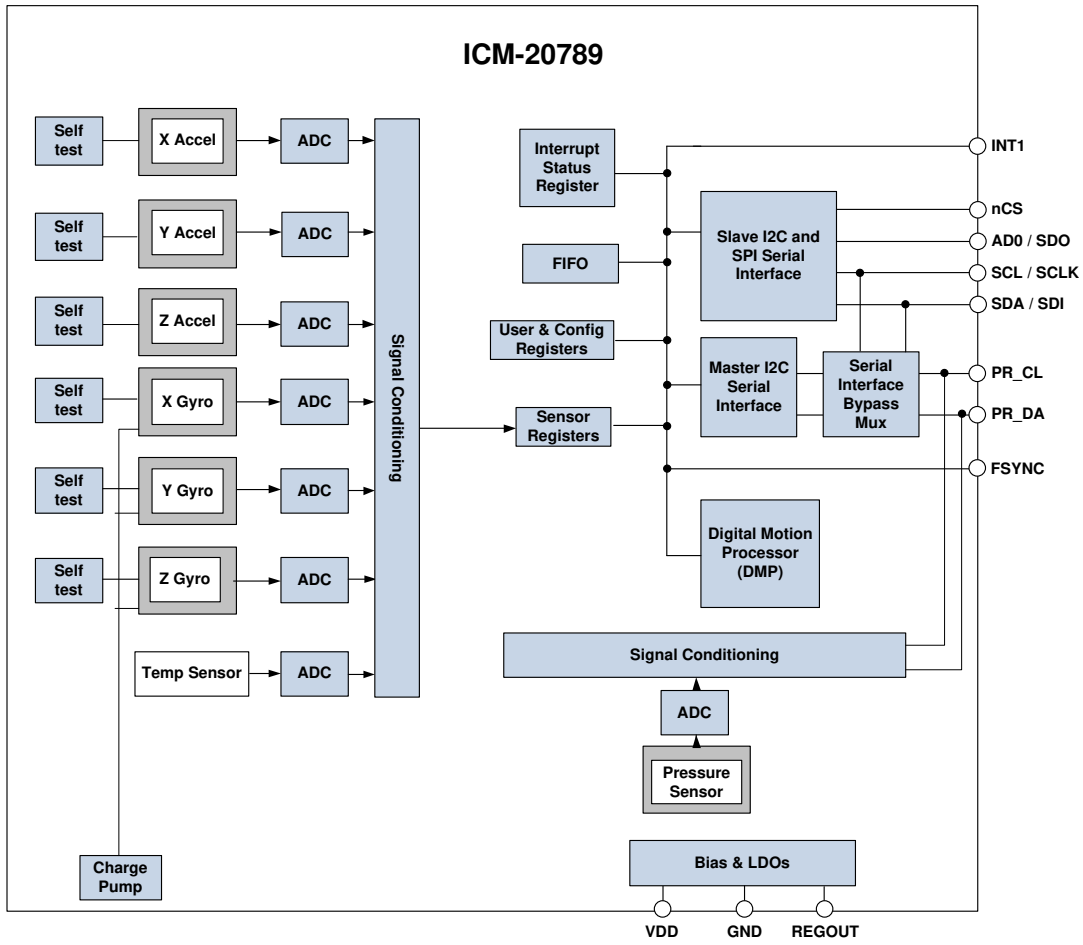 ICM-20789
Self
test
X Accel
ADC
Self
test
Y Accel
ADC
Self
test
Z Accel
ADC
Self
test
X Gyro
ADC
Self
test
Y Gyro
ADC
Self
test
Z Gyro
ADC
Temp Sensor
ADC
Signal Conditioning
Charge
Pump
Interrupt
Status
Register
FIFO
User & Config
Registers
Sensor
Registers
Slave I2C and
SPI Serial
Interface
Master I2C
Serial
Interface
Serial
Interface
Bypass
Mux
Digital Motion
Processor
(DMP)
Signal Conditioning
ADC
Pressure
Sensor
Bias & LDOs
INT1
nCS
AD0 / SDO
SCL / SCLK
SDA / SDI
PR_CL
PR_DA
FSYNC
VDD
GND
REGOUT